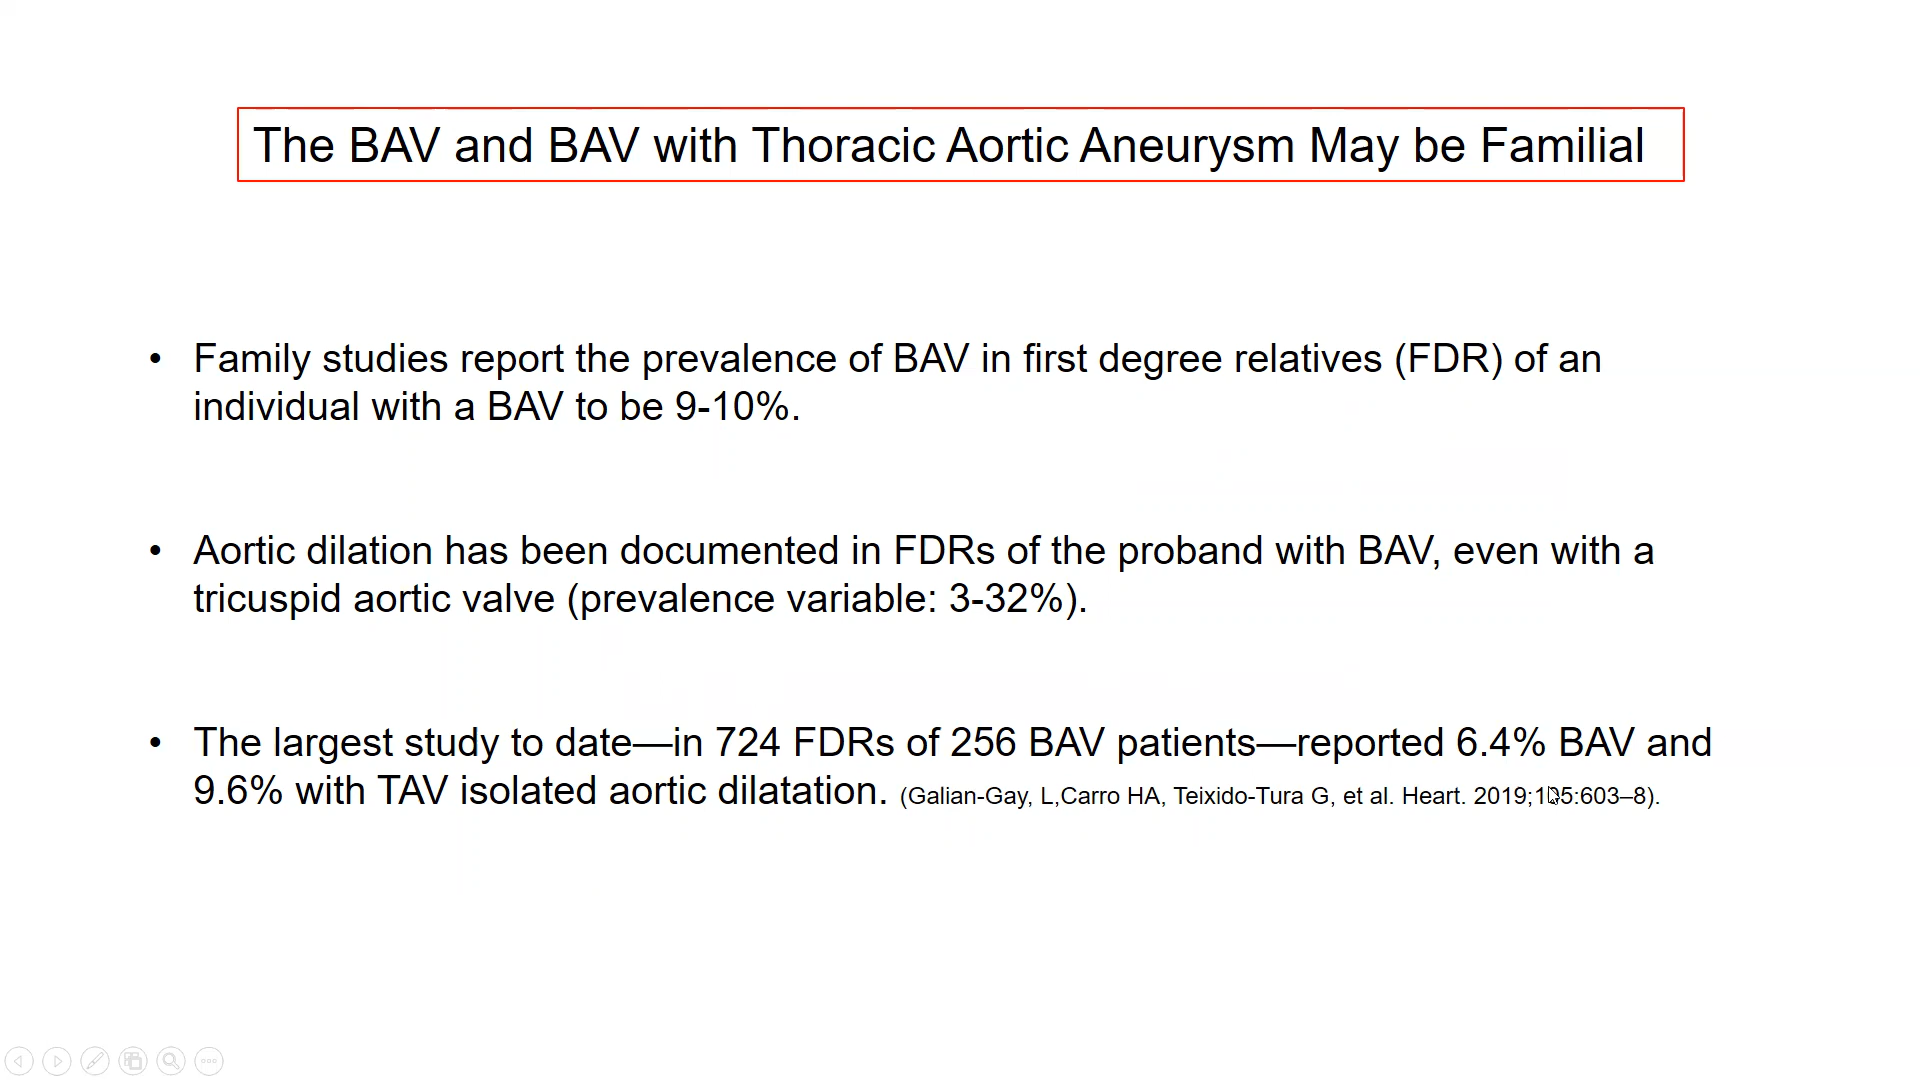 The BAV and BAV with Thoracic Aortic Aneurysm May be Familial
• Family studies report the prevalence of BAV in first degree relatives (FDR) of an
individual with a BAV to be 9-10%.
• Aortic dilation has been documented in FDRs of the proband with BAV, even with a
tricuspid aortic valve (prevalence variable: 3-32%).
• The largest study to date—in 724 FDRs of 256 BAV patients—reported 6.4% BAV and
9.6% with TAV isolated aortic dilatation. (Galian-Gay, L,Carro HA, Teixido-Tura G, et al. Heart. 2019;105:603–8).